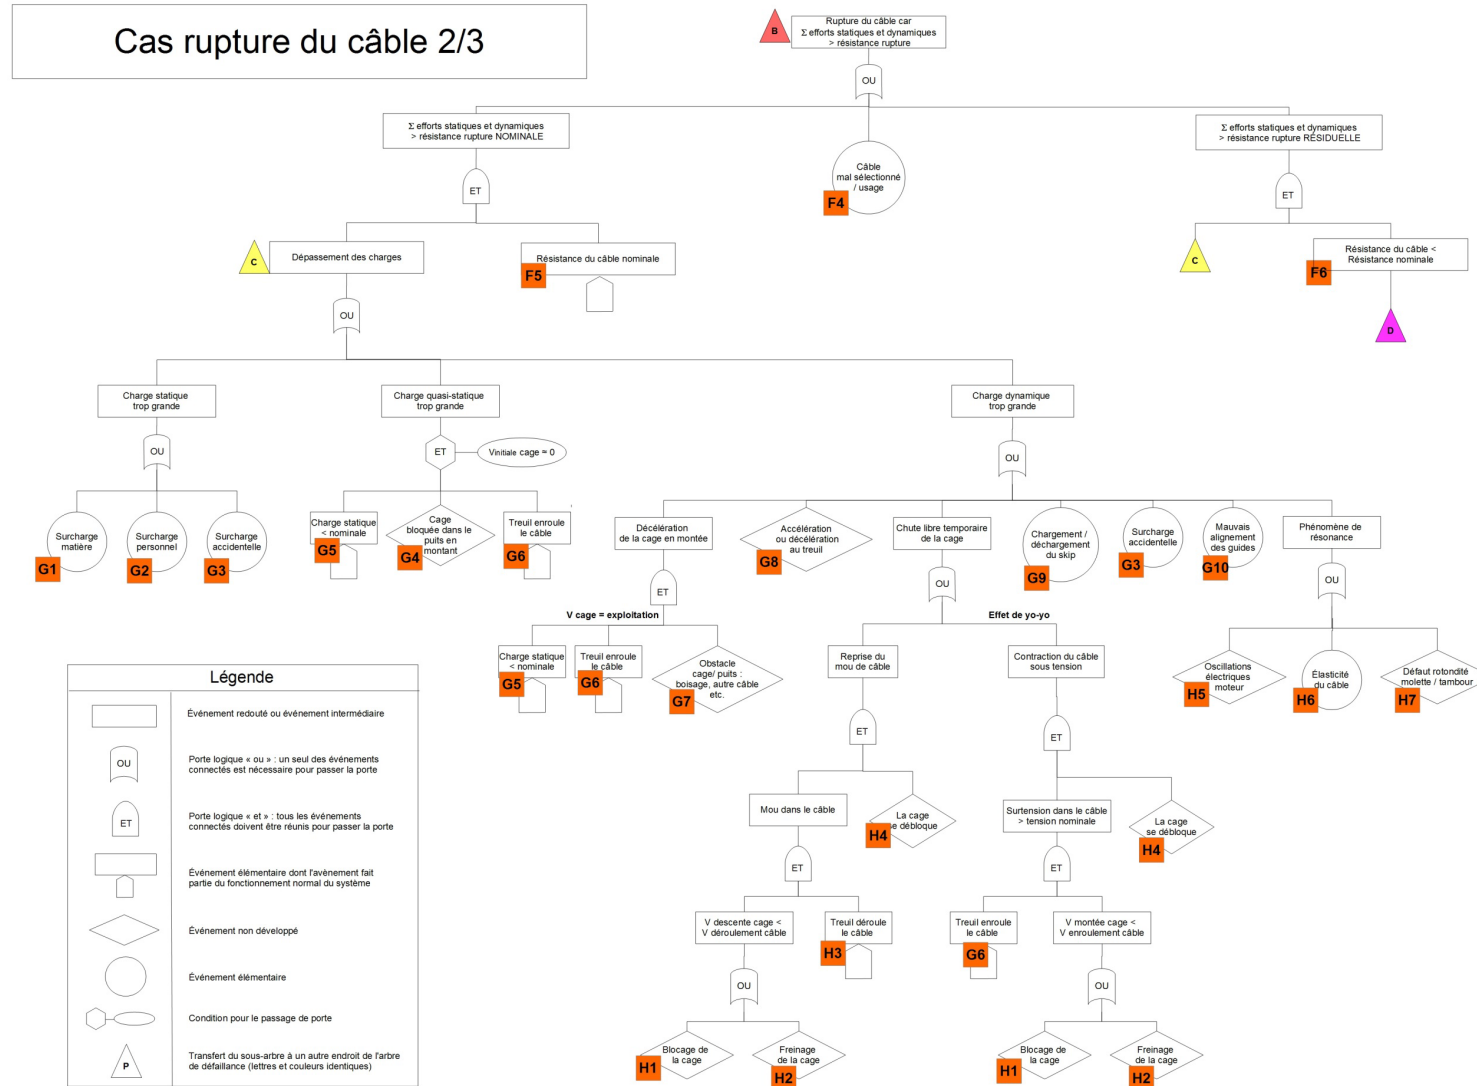 Cas rupture du câble 2/3
B
Rupture du câble car
Σ efforts statiques et dynamiques
> résistance rupture
OU
Σ efforts statiques et dynamiques
> résistance rupture NOMINALE
ET
Câble
mal sélectionné
/ usage
F4
Σ efforts statiques et dynamiques
> résistance rupture RÉSIDUELLE
ET
C
Dépassement des charges
OU
Résistance du câble nominale
F5
C
Résistance du câble <
Résistance nominale
F6
D
Charge statique
trop grande
OU
Charge quasi-statique
trop grande
ET
Vinitiale cage = 0
Charge dynamique
trop grande
OU
Surcharge
matière
G1
Surcharge
personnel
G2
Surcharge
accidentelle
G3
Charge statique
< nominale
G5
Cage
bloquée dans le
puits en
montant
G4
Treuil enroule
le câble
G6
Décélération
de la cage en montée
ET
Accélération
ou décélération
au treuil
G8
Chute libre temporaire
de la cage
OU
Chargement /
déchargement
du skip
G9
Surcharge
accidentelle
G3
Mauvais
alignement
des guides
G10
Phénomène de
résonance
OU
V cage = exploitation
Effet de yo-yo
Charge statique
< nominale
G5
Treuil enroule
le câble
G6
Obstacle
cage/ puits :
boisage, autre câble
etc.
G7
Reprise du
mou de câble
ET
Contraction du câble
sous tension
ET
Oscillations
électriques
moteur
H5
Élasticité
du câble
H6
Défaut rotondité
molette / tambour
H7
Mou dans le câble
ET
La cage
se débloque
H4
Surtension dans le câble
> tension nominale
ET
La cage
se débloque
H4
V descente cage <
V déroulement câble
OU
Treuil déroule
le câble
H3
Treuil enroule
le câble
G6
V montée cage <
V enroulement câble
OU
Blocage de
la cage
H1
Freinage
de la cage
H2
Blocage de
la cage
H1
Freinage
de la cage
H2
Légende
Événement redouté ou événement intermédiaire
OU
Porte logique « ou » : un seul des événements
connectés est nécessaire pour passer la porte
ET
Porte logique « et » : tous les événements
connectés doivent être réunis pour passer la porte
Événement élémentaire dont l'avènement fait
partie du fonctionnement normal du système
Événement non développé
Événement élémentaire
Condition pour le passage de porte
P
Transfert du sous-arbre à un autre endroit de l'arbre
de défaillance (lettres et couleurs identiques)